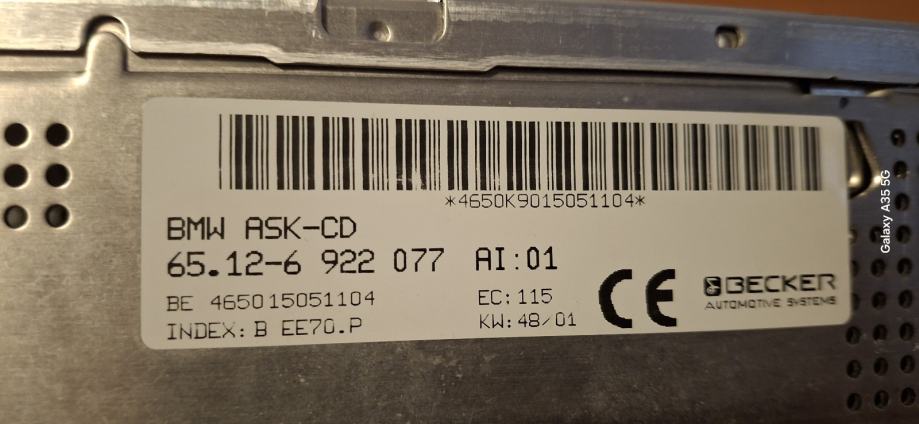 *4650K9015051104*
BMW ASK-CD
65.12-6 922 077 AI:01
BE 465015051104 EC:115
INDEX: B EE70.P KW:48/01
CE
BECKER
AUTOMOTIVE SYSTEMS
Galaxy A35 5G